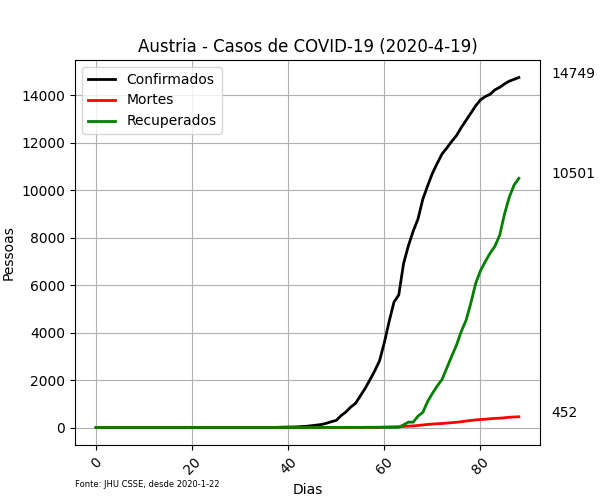 Austria - Casos de COVID-19 (2020-4-19)
Confirmados
Mortes
Recuperados
14749
10501
452
Pessoas
14000
12000
10000
8000
6000
4000
2000
0
0
20
40
60
80
Fonte: JHU CSSE, desde 2020-1-22
Dias